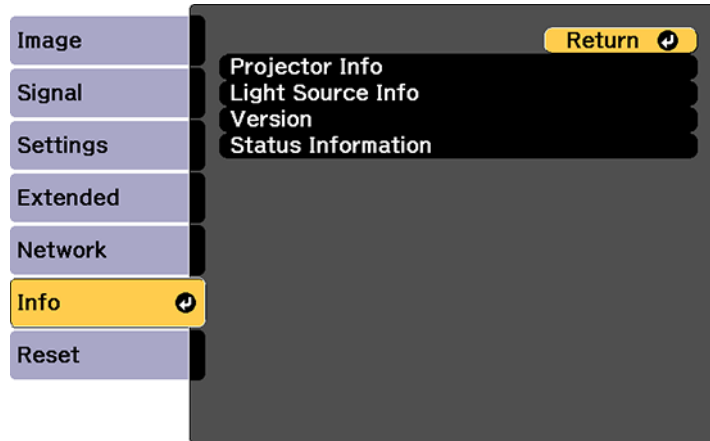 Image
Signal
Settings
Extended
Network
Info
Reset
Return
Projector Info
Light Source Info
Version
Status Information